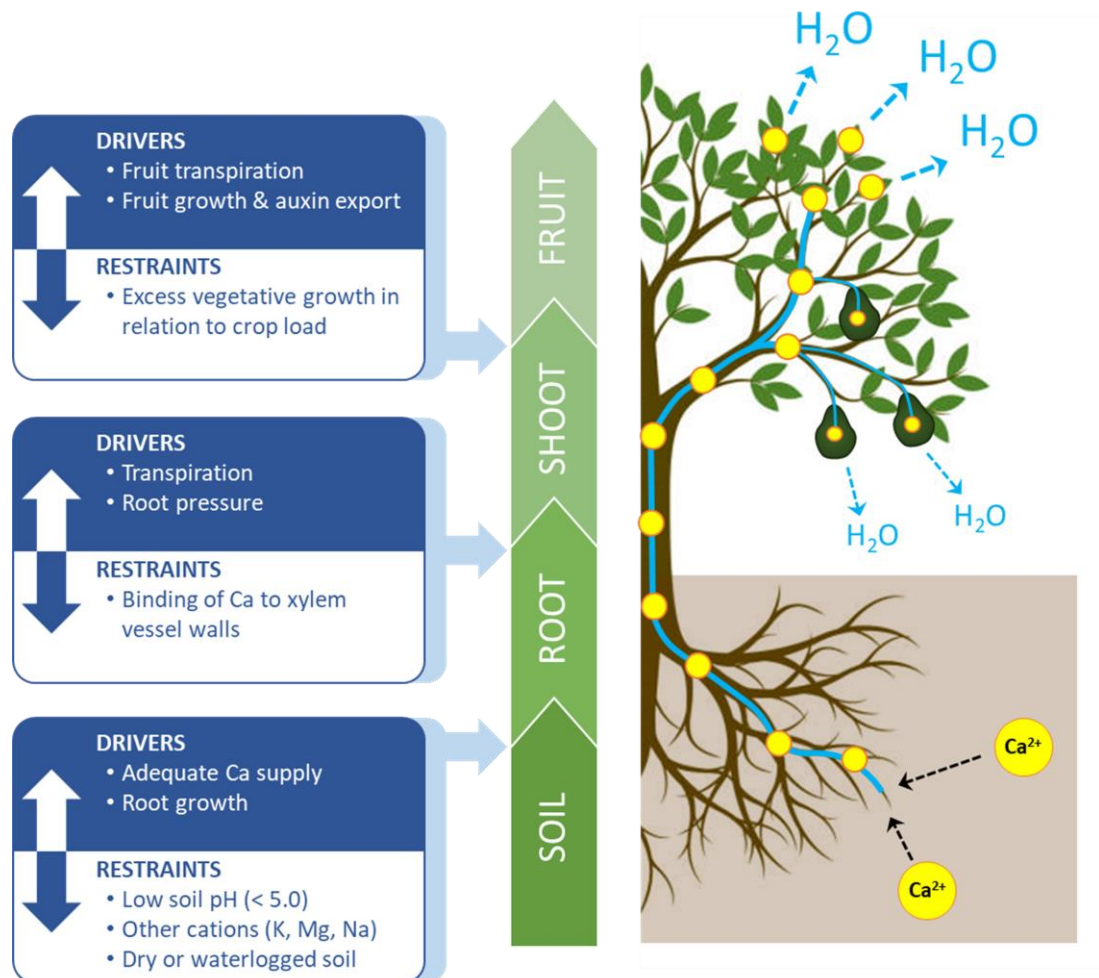 DRIVERS
• Fruit transpiration
• Fruit growth & auxin export
RESTRAINTS
• Excess vegetative growth in
relation to crop load
DRIVERS
• Transpiration
• Root pressure
RESTRAINTS
• Binding of Ca to xylem
vessel walls
DRIVERS
• Adequate Ca supply
• Root growth
RESTRAINTS
• Low soil pH (< 5.0)
• Other cations (K, Mg, Na)
• Dry or waterlogged soil
FRUIT
SHOOT
ROOT
SOIL
H₂O
H₂O
H₂O
H₂O
H₂O
Ca²⁺
Ca²⁺